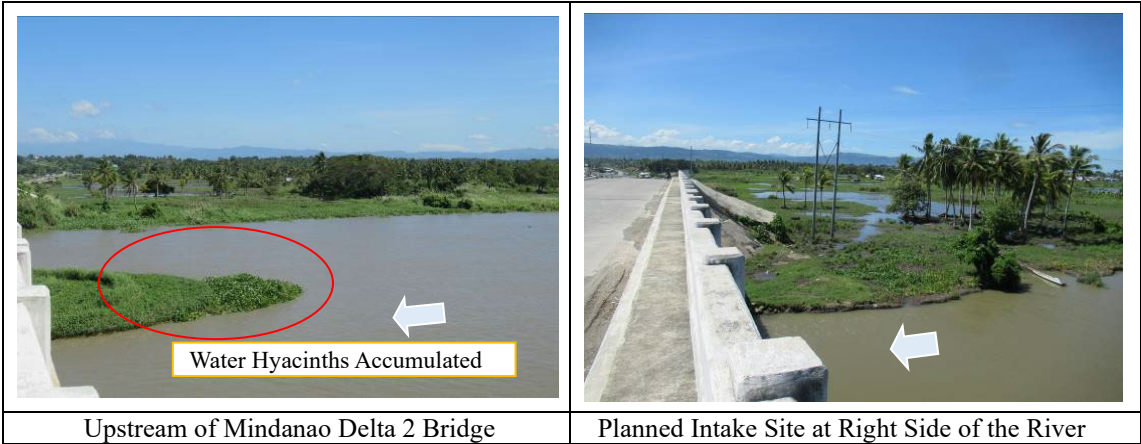 Water Hyacinths Accumulated
Upstream of Mindanao Delta 2 Bridge
Planned Intake Site at Right Side of the River